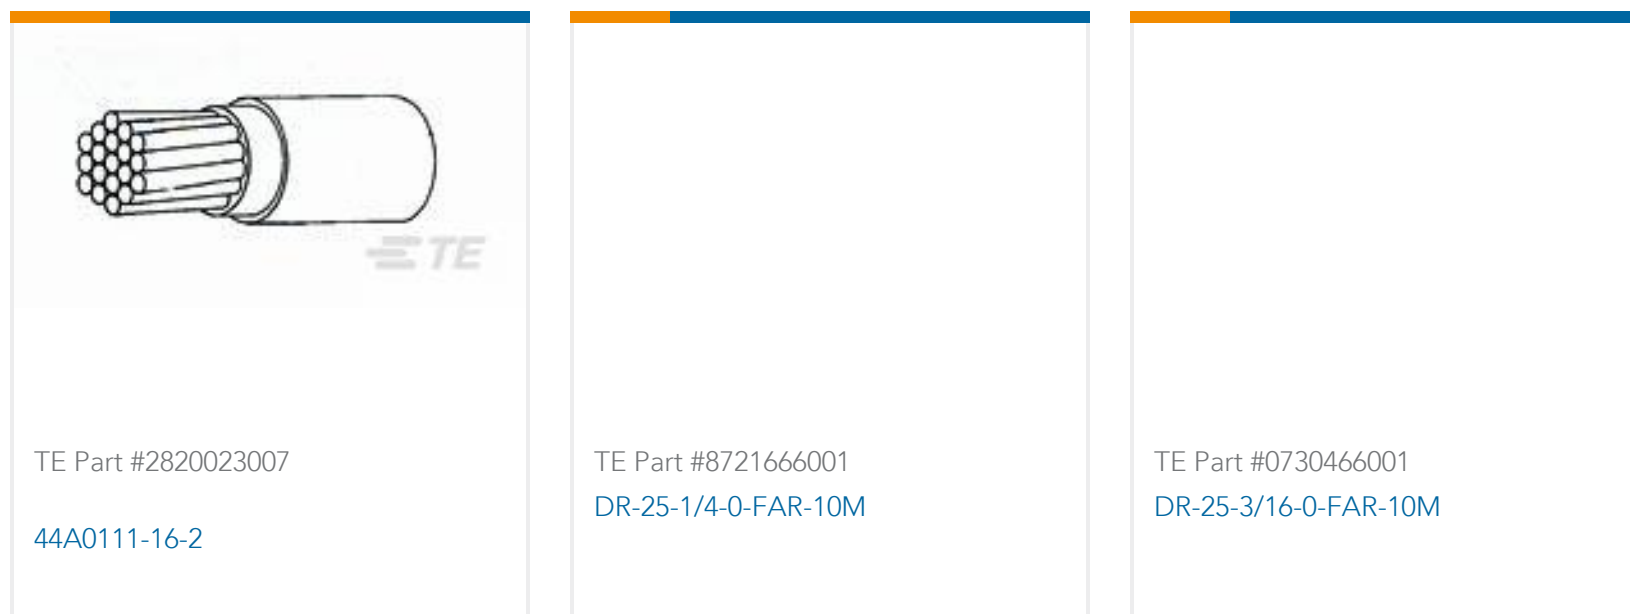 TE
TE Part #2820023007
44A0111-16-2
TE Part #8721666001
DR-25-1/4-0-FAR-10M
TE Part #0730466001
DR-25-3/16-0-FAR-10M